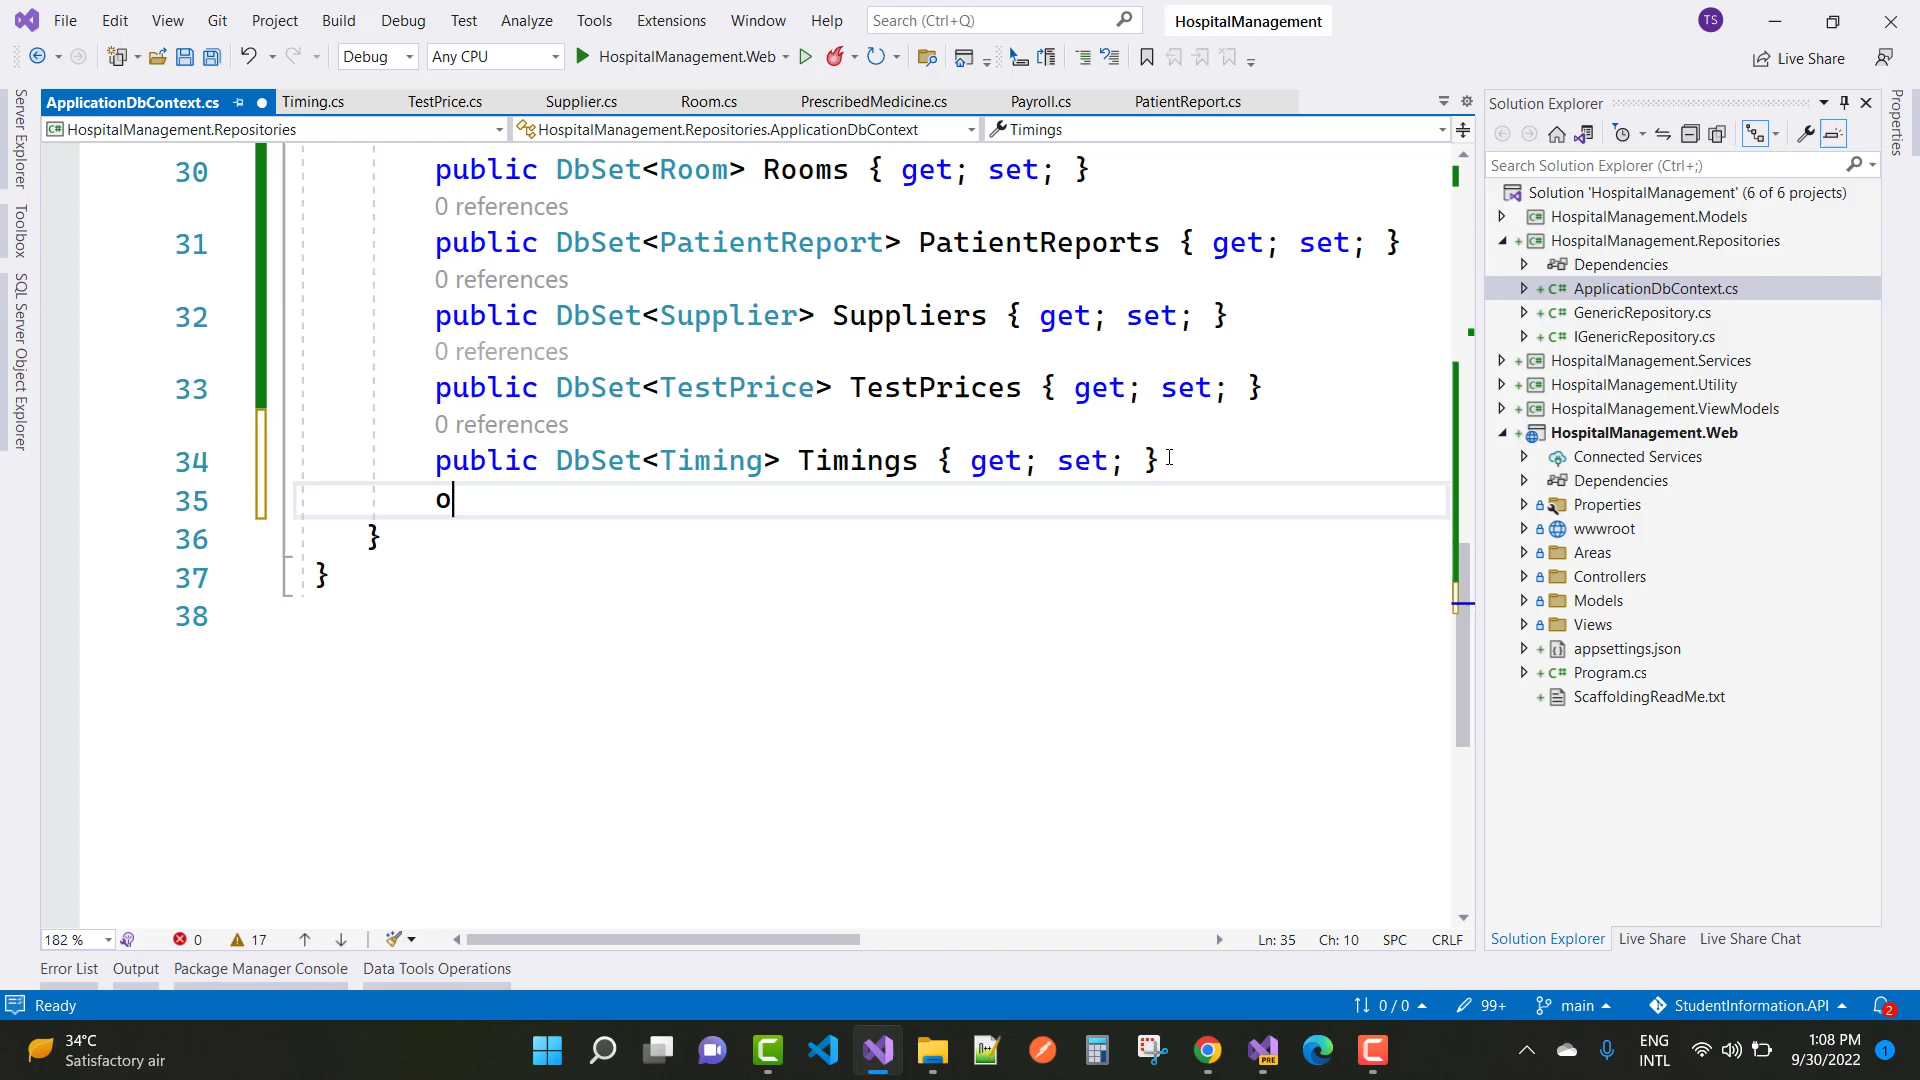 File Edit View Git Project Build Debug Test Analyze Tools Extensions Window Help Search (Ctrl+Q) HospitalManagement TS
Debug Any CPU HospitalManagement.Web Live Share
ApplicationDbContext.cs Timing.cs TestPrice.cs Supplier.cs Room.cs PrescribedMedicine.cs Payroll.cs PatientReport.cs
HospitalManagement.Repositories HospitalManagement.Repositories.ApplicationDbContext Timings
Server Explorer
Toolbox
SQL Server Object Explorer
30 public DbSet<Room> Rooms { get; set; }
0 references
31 public DbSet<PatientReport> PatientReports { get; set; }
0 references
32 public DbSet<Supplier> Suppliers { get; set; }
0 references
33 public DbSet<TestPrice> TestPrices { get; set; }
0 references
34 public DbSet<Timing> Timings { get; set; }
35 o
36 }
37 }
38
182 % 0 17 Ln: 35 Ch: 10 SPC CRLF
Error List Output Package Manager Console Data Tools Operations
Solution Explorer
Search Solution Explorer (Ctrl+;)
Solution 'HospitalManagement' (6 of 6 projects)
HospitalManagement.Models
HospitalManagement.Repositories
Dependencies
ApplicationDbContext.cs
GenericRepository.cs
IGenericRepository.cs
HospitalManagement.Services
HospitalManagement.Utility
HospitalManagement.ViewModels
HospitalManagement.Web
Connected Services
Dependencies
Properties
wwwroot
Areas
Controllers
Models
Views
appsettings.json
Program.cs
ScaffoldingReadMe.txt
Solution Explorer Live Share Live Share Chat
Properties
Ready 0 / 0 99+ main StudentInformation.API 2
34°C
Satisfactory air
PRE
ENG
INTL
1:08 PM
9/30/2022
1